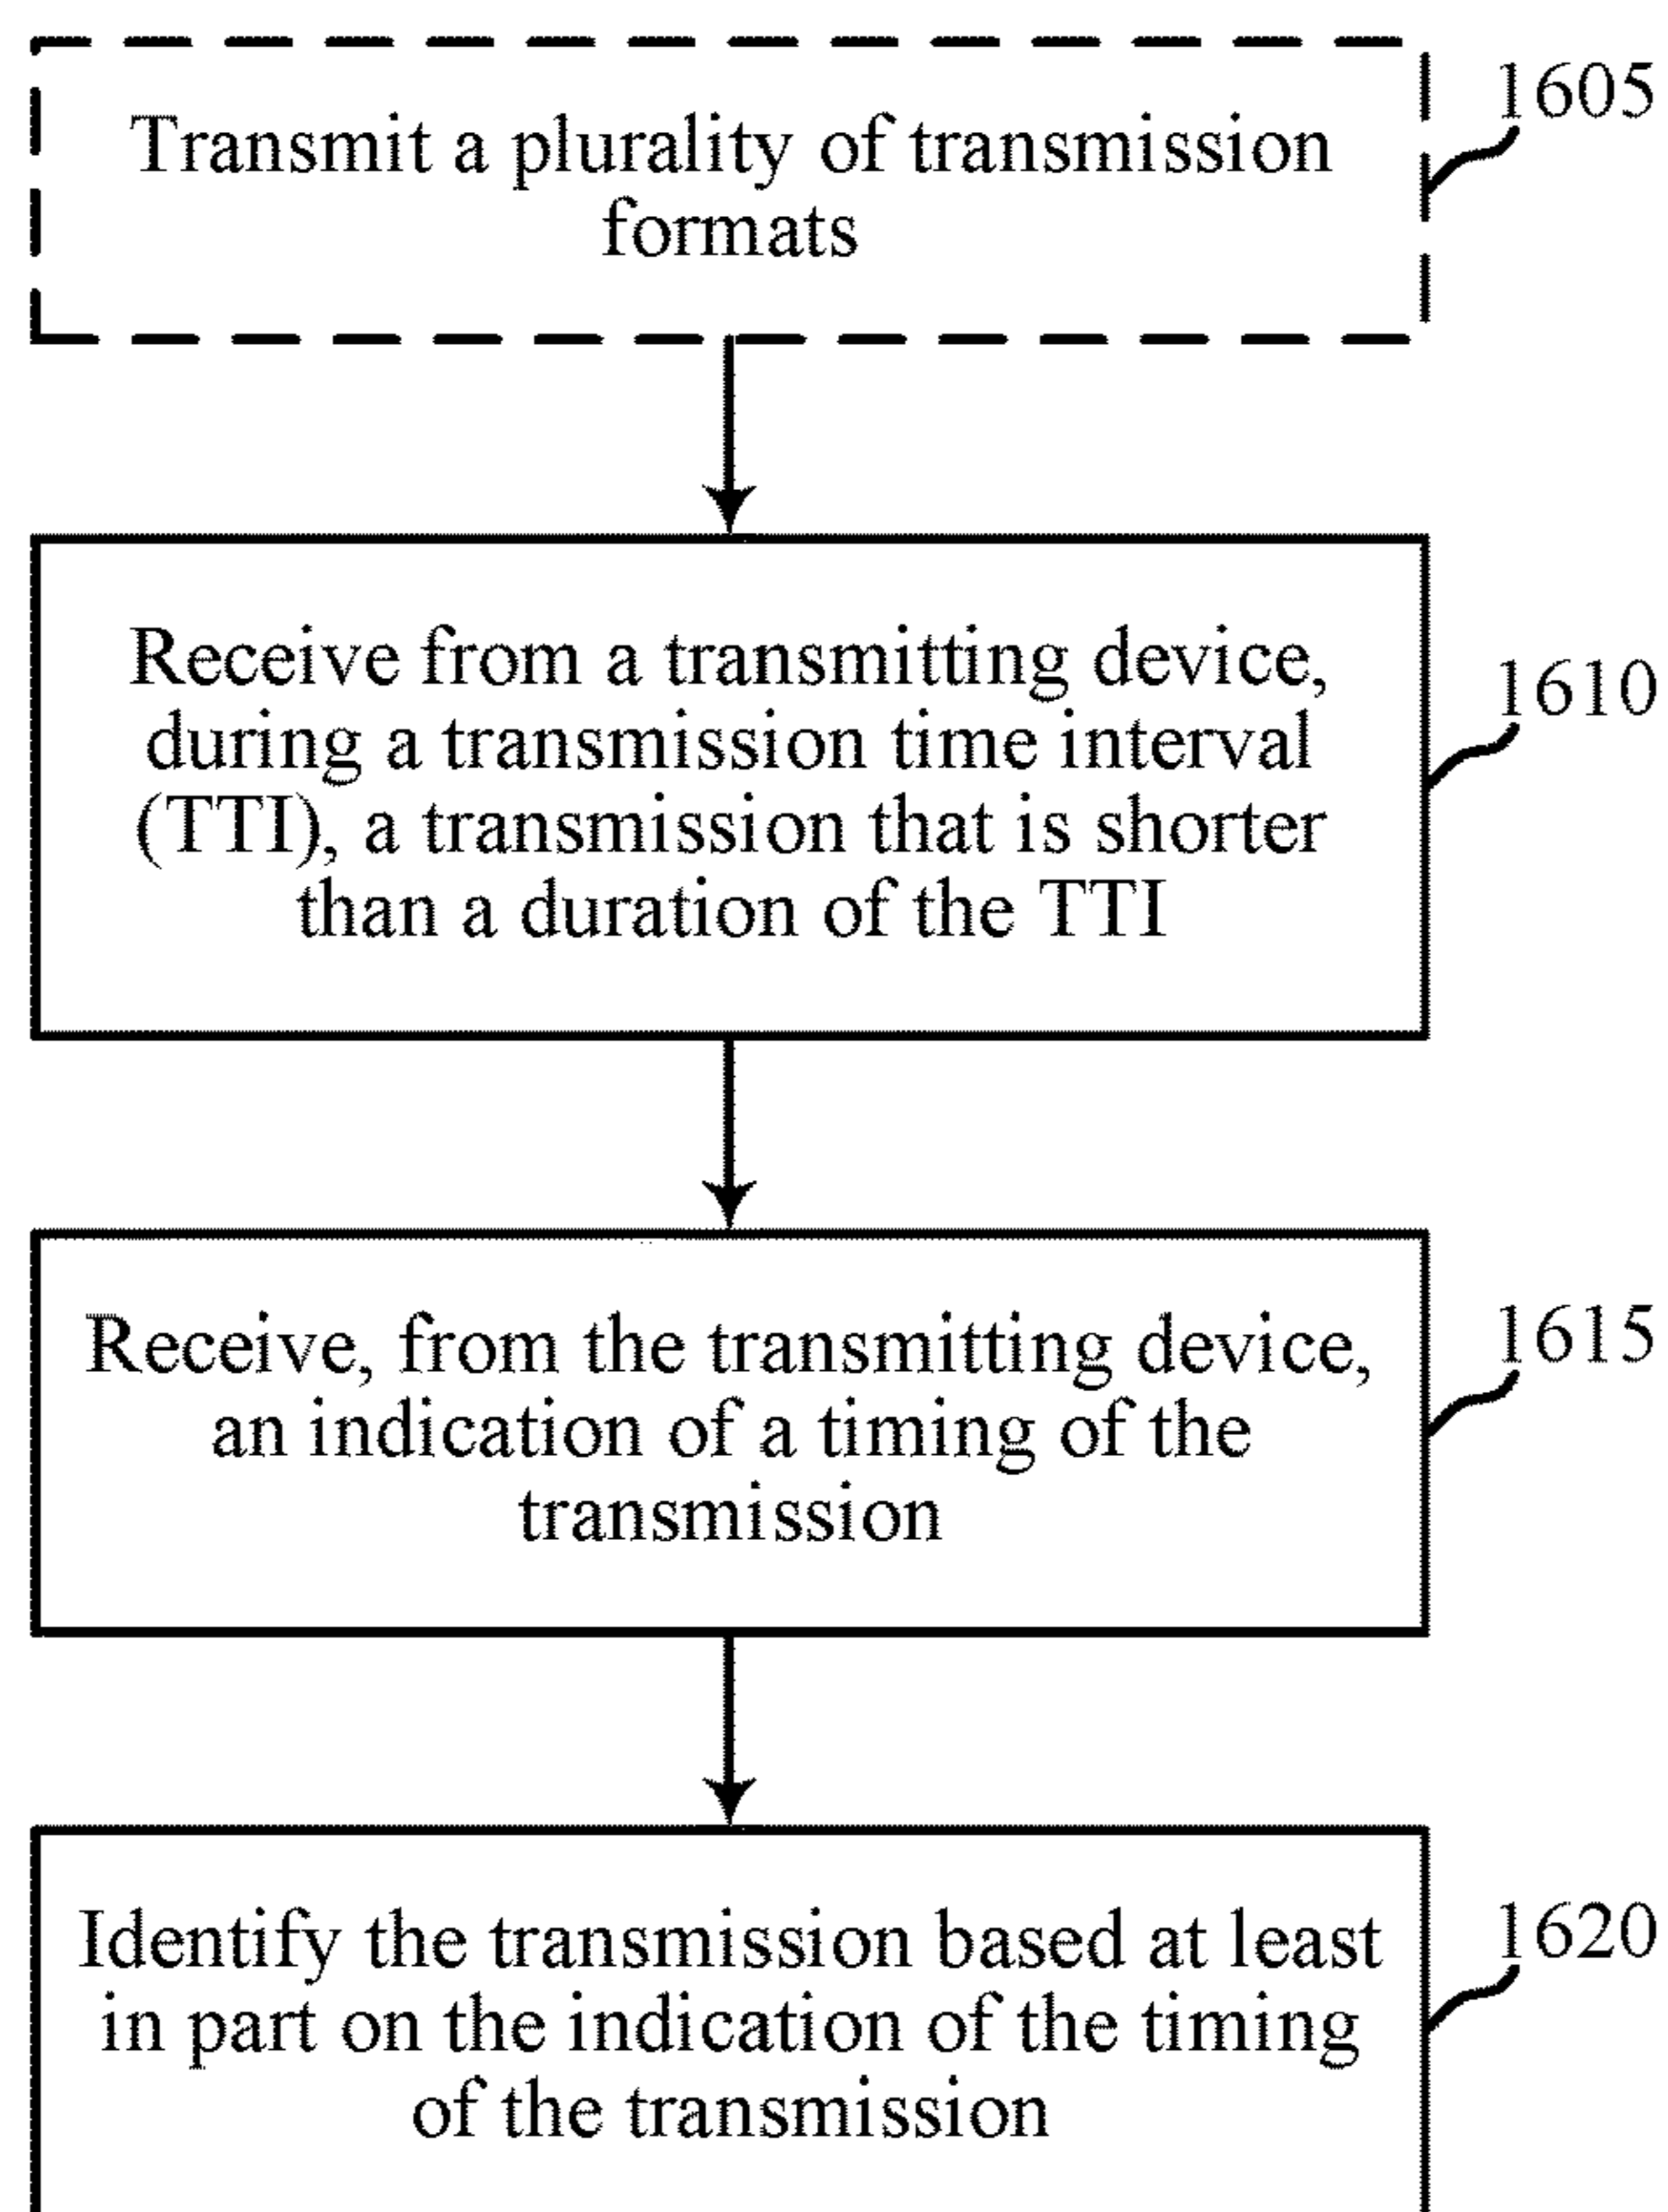 Transmit a plurality of transmission
formats
1605
Receive from a transmitting device,
during a transmission time interval
(TTI), a transmission that is shorter
than a duration of the TTI
1610
Receive, from the transmitting device,
an indication of a timing of the
transmission
1615
Identify the transmission based at least
in part on the indication of the timing
of the transmission
1620